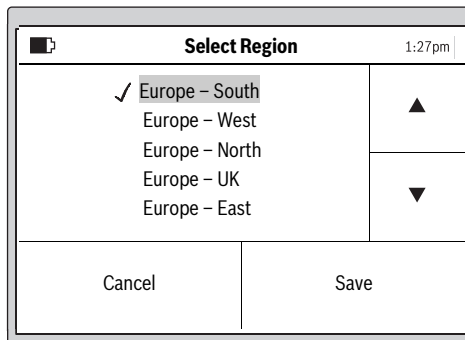 Select Region 1:27pm
✓ Europe – South
Europe – West
Europe – North
Europe – UK
Europe – East
▲
▼
Cancel Save